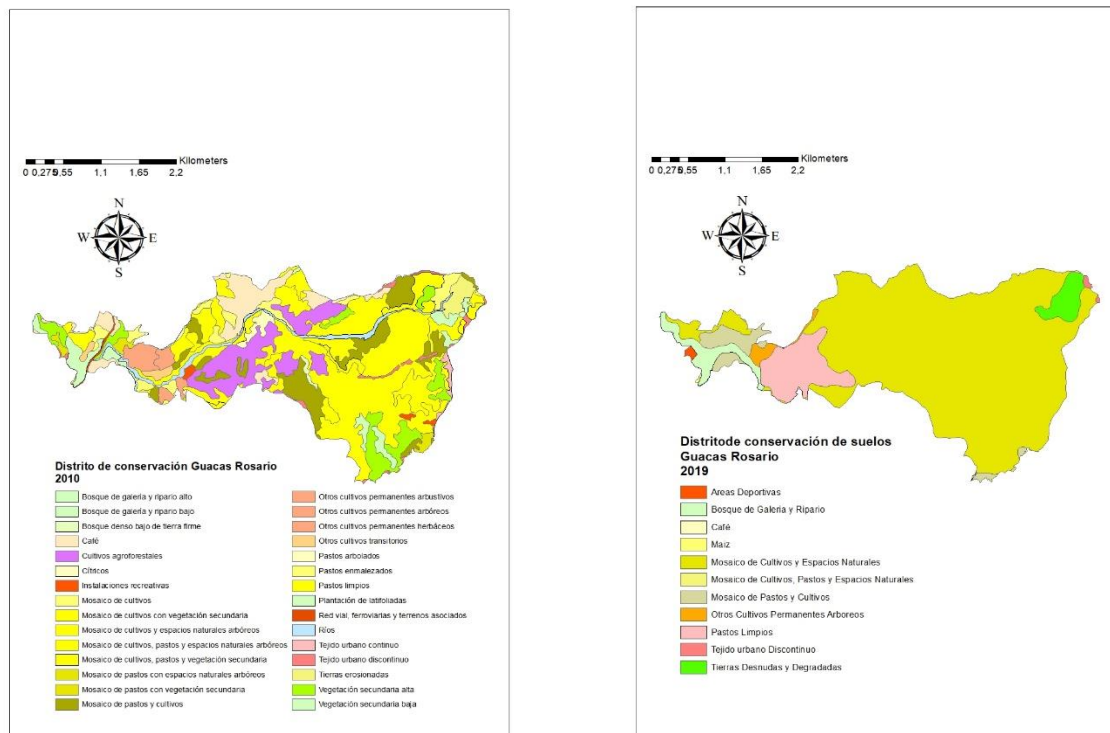 Kilometers
0 0,275 0,55 1,1 1,65 2,2
N
W E
S
Distrito de conservación Guacas Rosario
2010
Bosque de galería y ripario alto
Bosque de galería y ripario bajo
Bosque denso bajo de tierra firme
Café
Cultivos agroforestales
Cítricos
Instalaciones recreativas
Mosaico de cultivos
Mosaico de cultivos con vegetación secundaria
Mosaico de cultivos y espacios naturales arbóreos
Mosaico de cultivos, pastos y espacios naturales arbóreos
Mosaico de cultivos, pastos y vegetación secundaria
Mosaico de pastos con espacios naturales arbóreos
Mosaico de pastos con vegetación secundaria
Mosaico de pastos y cultivos
Otros cultivos permanentes arbustivos
Otros cultivos permanentes arbóreos
Otros cultivos permanentes herbáceos
Otros cultivos transitorios
Pastos arbolados
Pastos enmalezados
Pastos limpios
Plantación de latifoliadas
Red vial, ferroviarias y terrenos asociados
Ríos
Tejido urbano continuo
Tejido urbano discontinuo
Tierras erosionadas
Vegetación secundaria alta
Vegetación secundaria baja
Kilometers
0 0,275 0,55 1,1 1,65 2,2
N
W E
S
Distritode conservación de suelos
Guacas Rosario
2019
Areas Deportivas
Bosque de Galería y Ripario
Café
Maiz
Mosaico de Cultivos y Espacios Naturales
Mosaico de Cultivos, Pastos y Espacios Naturales
Mosaico de Pastos y Cultivos
Otros Cultivos Permanentes Arboreos
Pastos Limpios
Tejido urbano Discontinuo
Tierras Desnudas y Degradadas